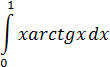 ∫₀¹ xarctgx dx